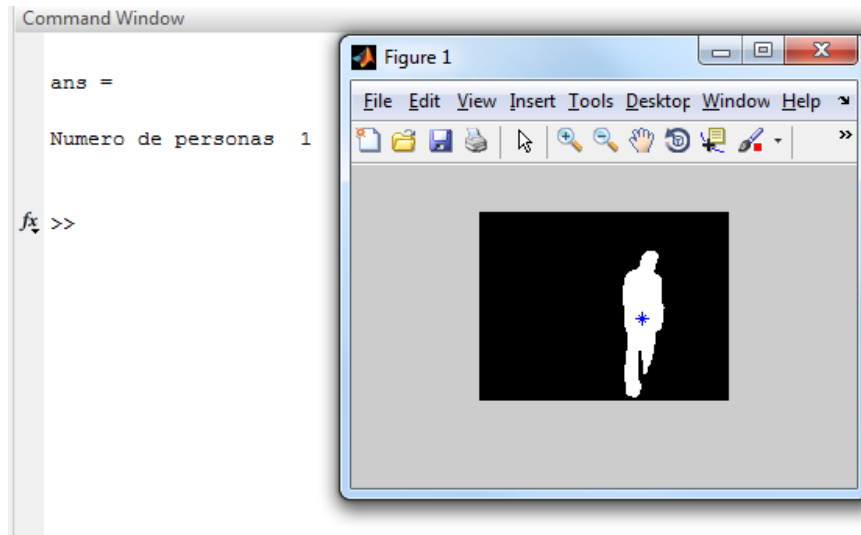 Command Window
ans =
Numero de personas 1
fx >>
Figure 1
File Edit View Insert Tools Desktop Window Help